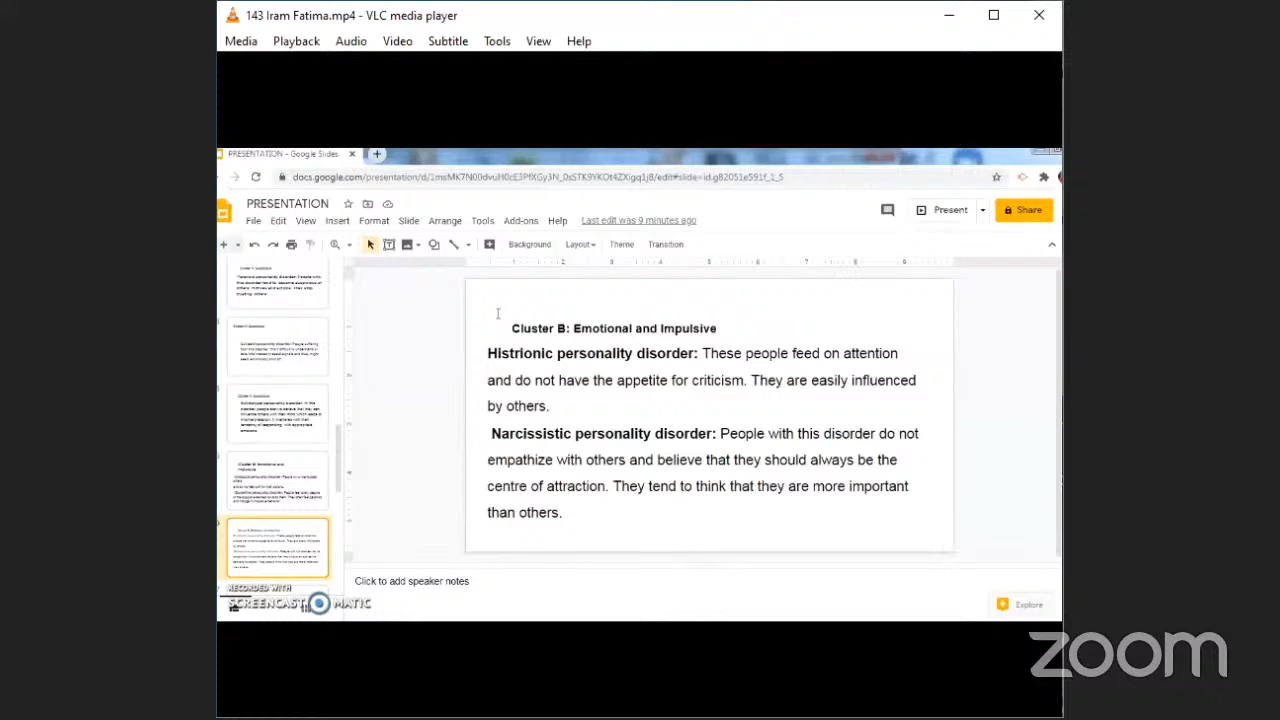 143 Iram Fatima.mp4 - VLC media player
Media Playback Audio Video Subtitle Tools View Help
PRESENTATION - Google Slides
PRESENTATION
File Edit View Insert Format Slide Arrange Tools Add-ons Help Last edit was 9 minutes ago
Present
Share
Background Layout Theme Transition
Cluster B: Emotional and Impulsive
Histrionic personality disorder: These people feed on attention
and do not have the appetite for criticism. They are easily influenced
by others.
Narcissistic personality disorder: People with this disorder do not
empathize with others and believe that they should always be the
centre of attraction. They tend to think that they are more important
than others.
Click to add speaker notes
Explore
RECORDED WITH
SCREENCAST MATIC
zoom